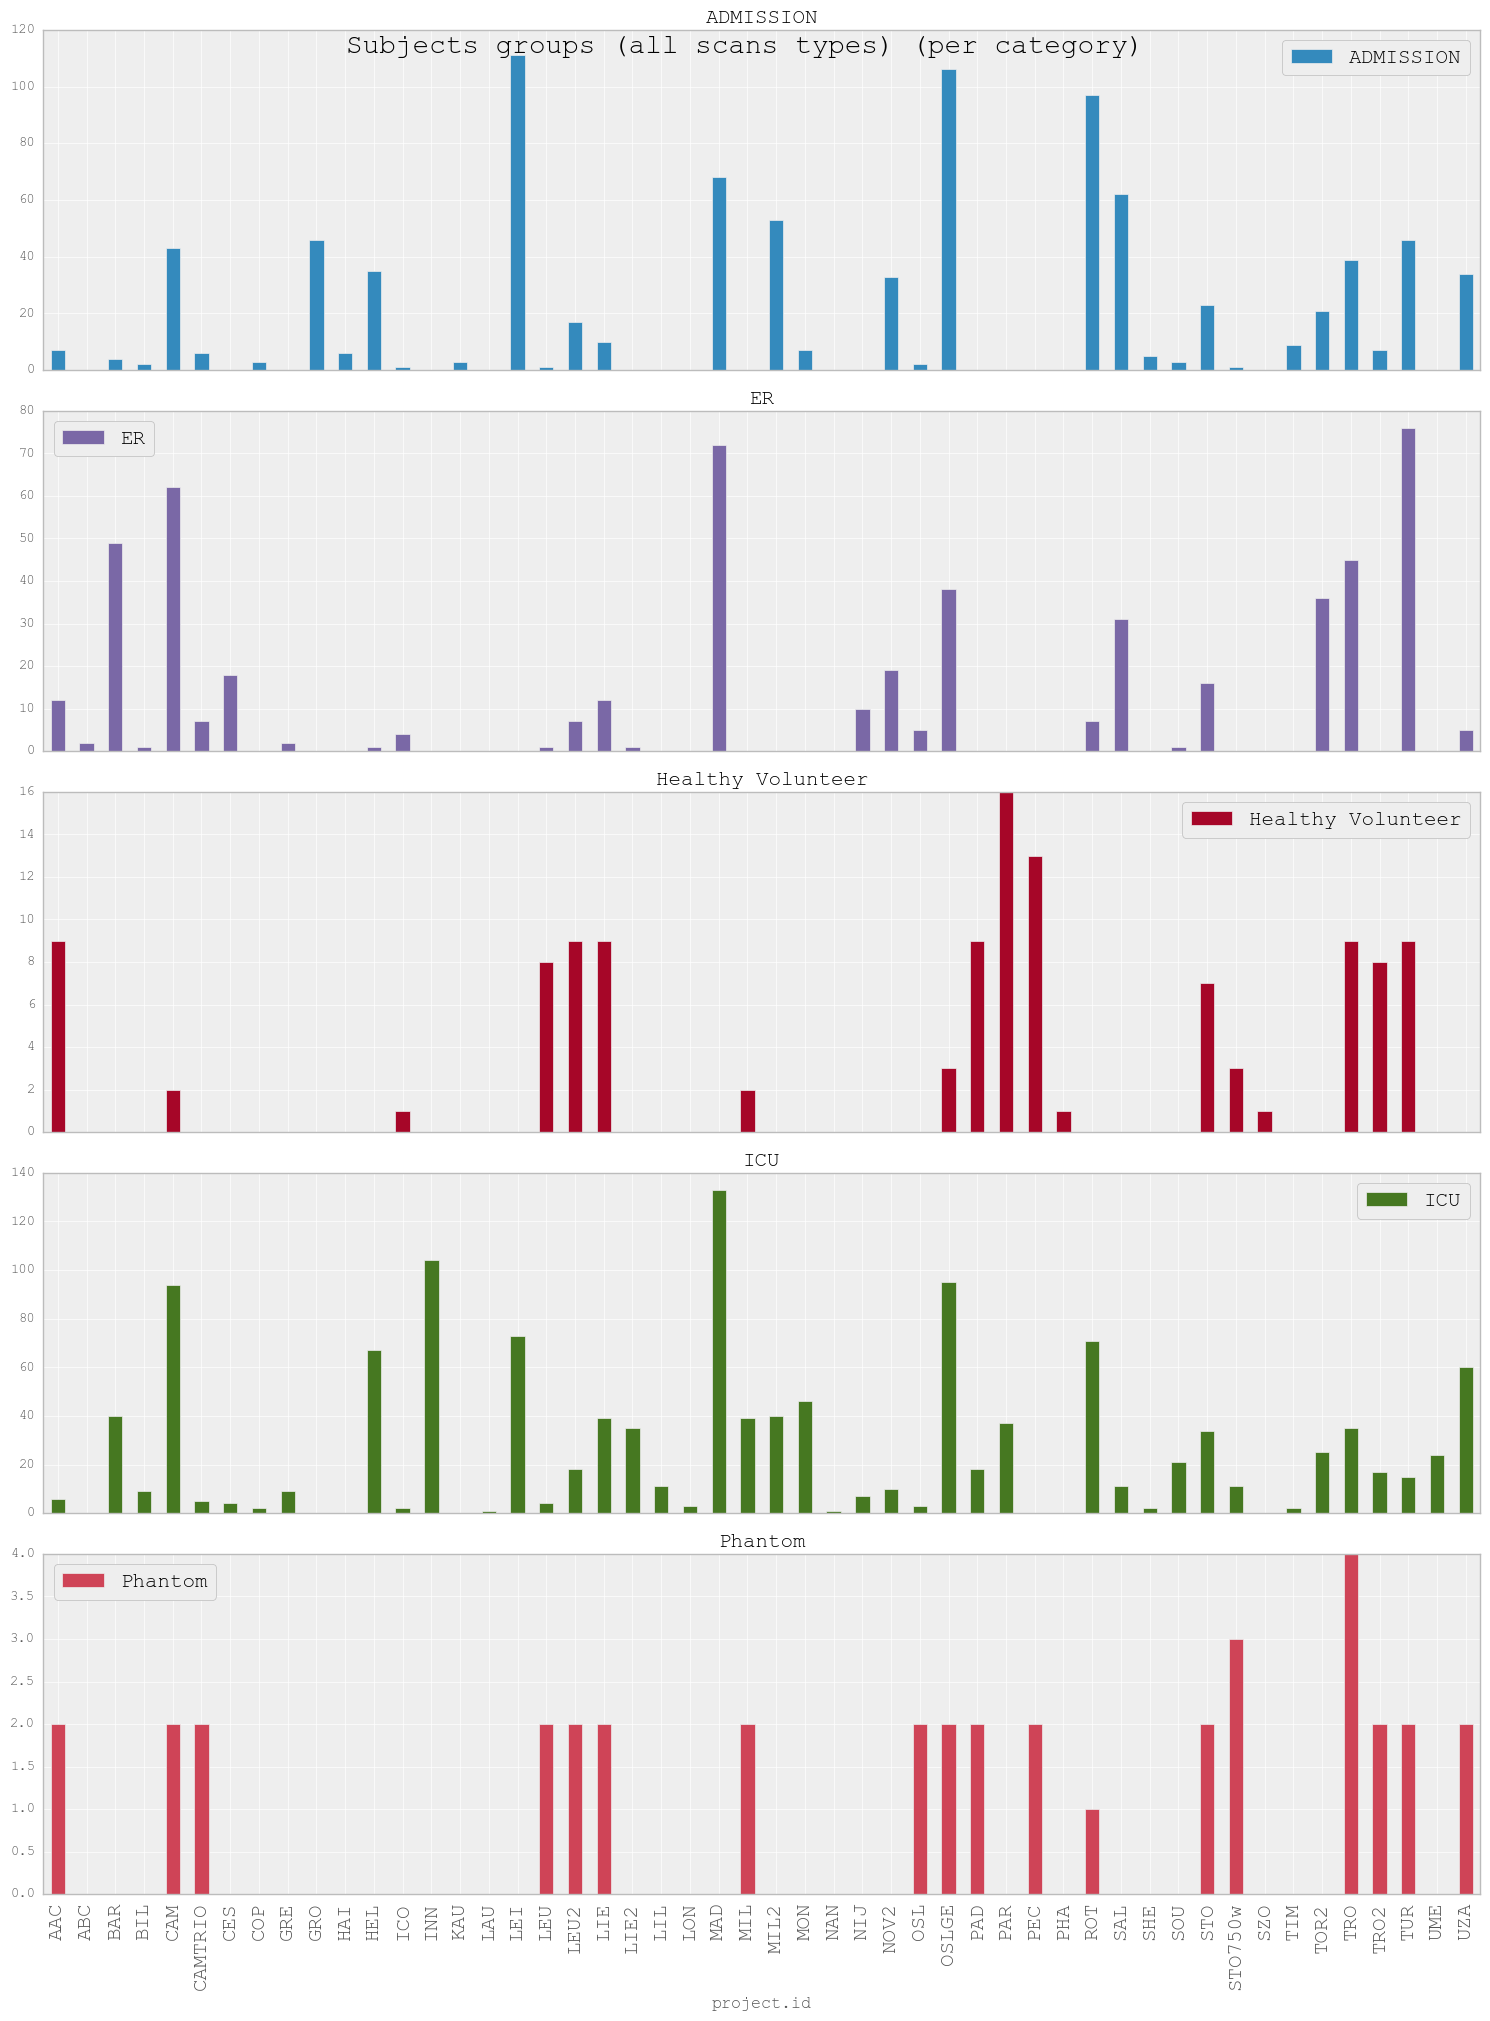 ADMISSION
Subjects groups (all scans types) (per category)
ADMISSION
120
100
80
60
40
20
0
ER
ER
80
70
60
50
40
30
20
10
0
Healthy Volunteer
Healthy Volunteer
16
14
12
10
8
6
4
2
0
ICU
ICU
140
120
100
80
60
40
20
0
Phantom
Phantom
4.0
3.5
3.0
2.5
2.0
1.5
1.0
0.5
0.0
AAC
ABC
BAR
BIL
CAM
CAMTRIO
CES
COP
GRE
GRO
HAI
HEL
ICO
INN
KAU
LAU
LEI
LEU
LEU2
LIE
LIE2
LIL
LON
MAD
MIL
MIL2
MON
NAN
NIJ
NOV2
OSL
OSLGE
PAD
PAR
PEC
PHA
ROT
SAL
SHE
SOU
STO
STO750w
SZO
TIM
TOR2
TRO
TRO2
TUR
UME
UZA
project.id